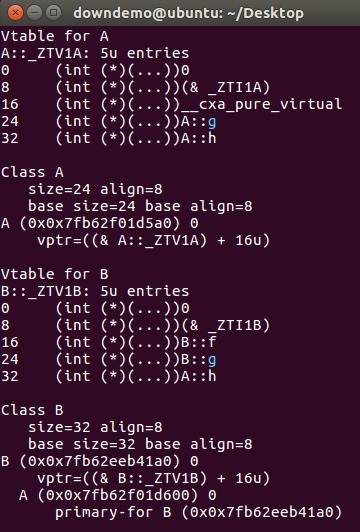 downdemo@ubuntu: ~/Desktop
Vtable for A
A::_ZTV1A: 5u entries
0     (int (*)(...))0
8     (int (*)(...))(& _ZTI1A)
16    (int (*)(...))__cxa_pure_virtual
24    (int (*)(...))A::g
32    (int (*)(...))A::h

Class A
   size=24 align=8
   base size=24 base align=8
A (0x0x7fb62f01d5a0) 0
    vptr=((& A::_ZTV1A) + 16u)

Vtable for B
B::_ZTV1B: 5u entries
0     (int (*)(...))0
8     (int (*)(...))(& _ZTI1B)
16    (int (*)(...))B::f
24    (int (*)(...))B::g
32    (int (*)(...))A::h

Class B
   size=32 align=8
   base size=32 base align=8
B (0x0x7fb62eeb41a0) 0
    vptr=((& B::_ZTV1B) + 16u)
  A (0x0x7fb62f01d600) 0
      primary-for B (0x0x7fb62eeb41a0)